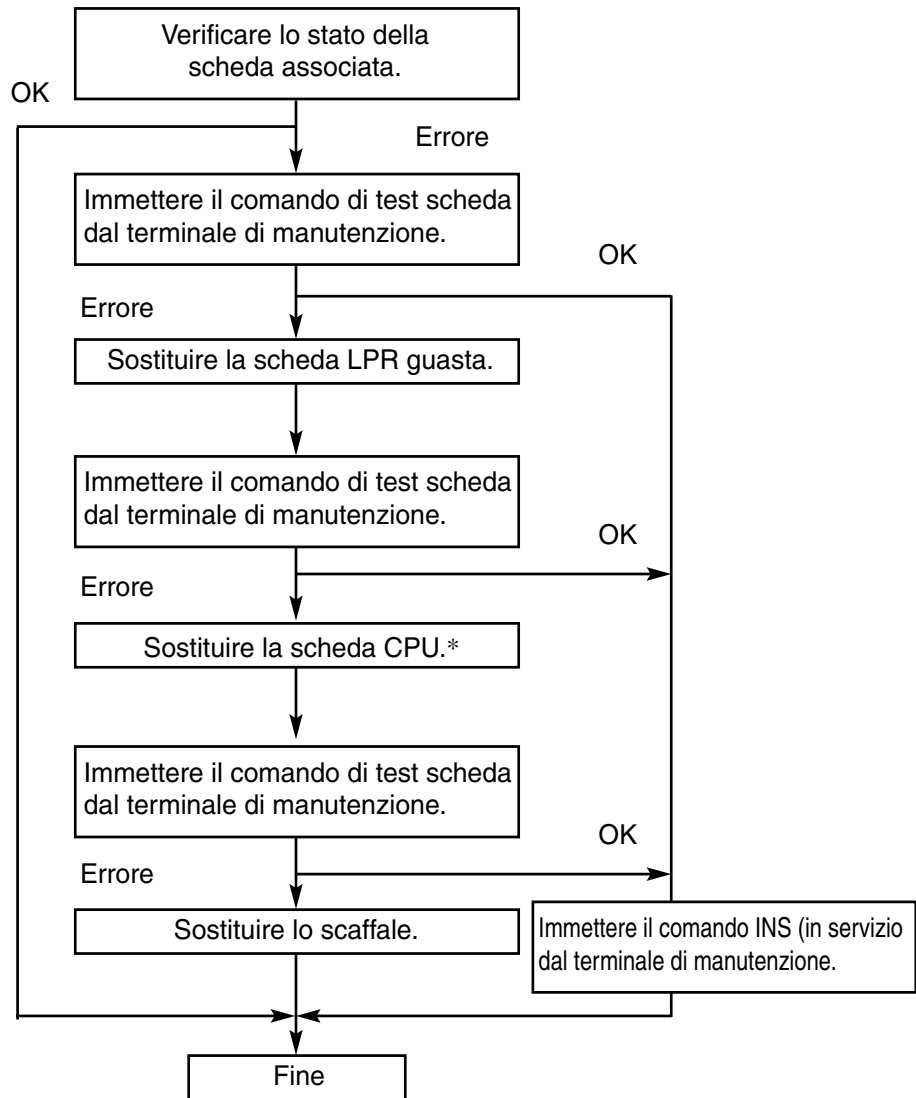 Verificare lo stato della
scheda associata.
OK
Errore
Immettere il comando di test scheda
dal terminale di manutenzione.
OK
Errore
Sostituire la scheda LPR guasta.
Immettere il comando di test scheda
dal terminale di manutenzione.
OK
Errore
Sostituire la scheda CPU.*
Immettere il comando di test scheda
dal terminale di manutenzione.
OK
Errore
Sostituire lo scaffale.
Immettere il comando INS (in servizio
dal terminale di manutenzione.
Fine